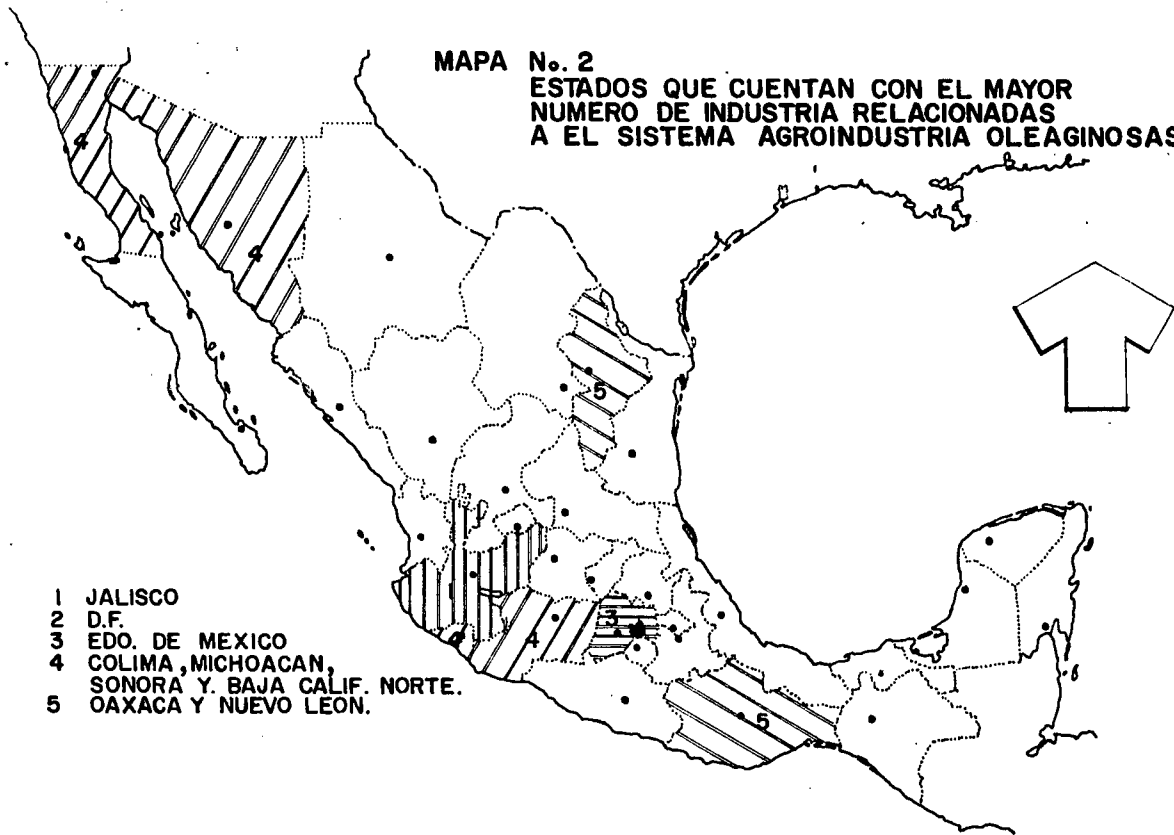 MAPA No. 2
ESTADOS QUE CUENTAN CON EL MAYOR
NUMERO DE INDUSTRIA RELACIONADAS
A EL SISTEMA AGROINDUSTRIA OLEAGINOSAS
4
4
5
3
4
4
5
1 JALISCO
2 D.F.
3 EDO. DE MEXICO
4 COLIMA, MICHOACAN,
SONORA Y. BAJA CALIF. NORTE.
5 OAXACA Y NUEVO LEON.